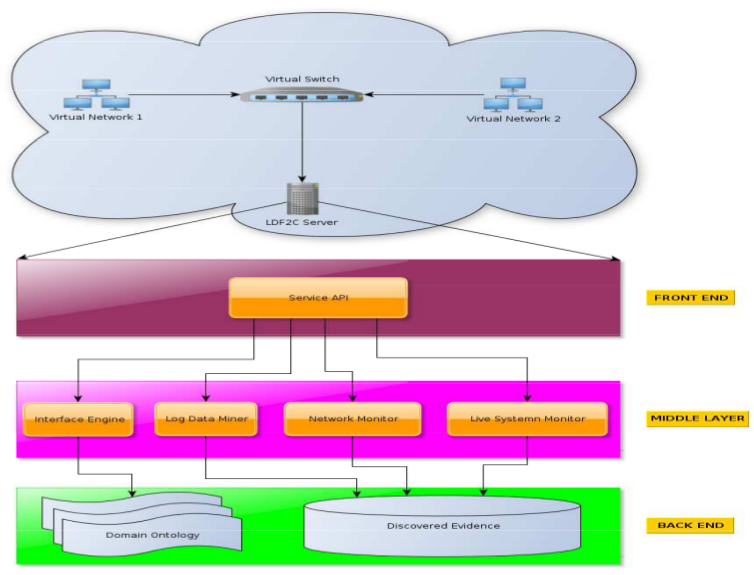 Virtual Switch
Virtual Network 1
Virtual Network 2
LDF2C Server
Service API
FRONT END
Interface Engine
Log Data Miner
Network Monitor
Live Systemn Monitor
MIDDLE LAYER
Domain Ontology
Discovered Evidence
BACK END